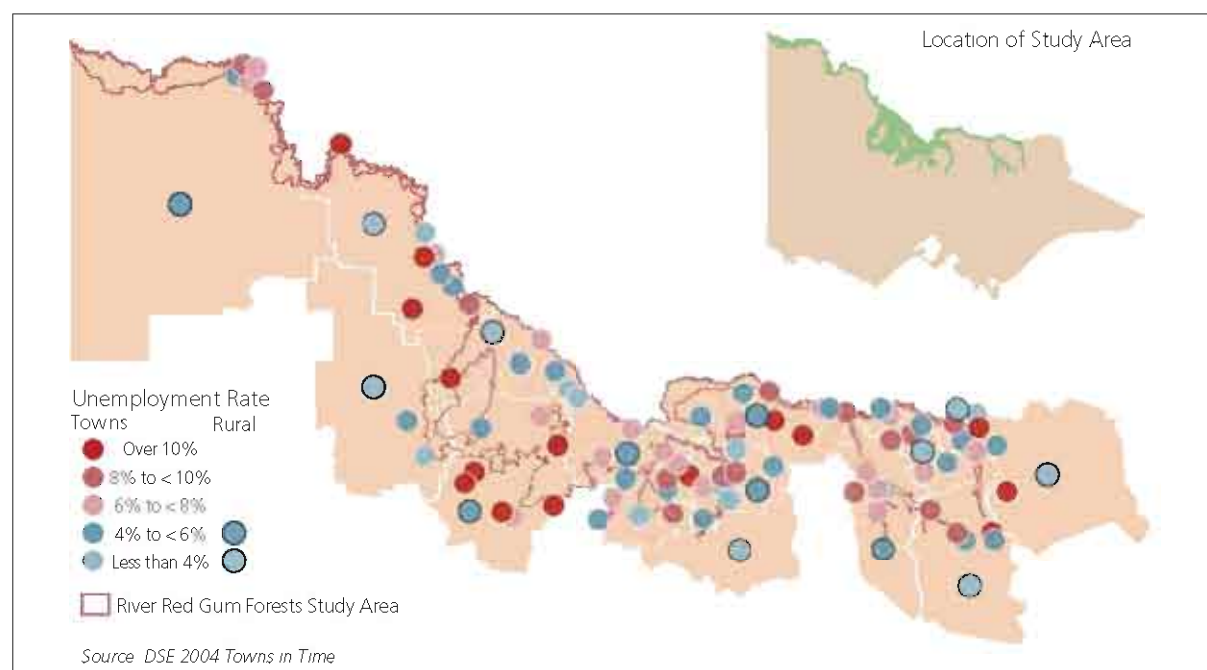 Location of Study Area
Unemployment Rate
Towns Rural
Over 10%
8% to < 10%
6% to < 8%
4% to < 6%
Less than 4%
River Red Gum Forests Study Area
Source DSE 2004 Towns in Time